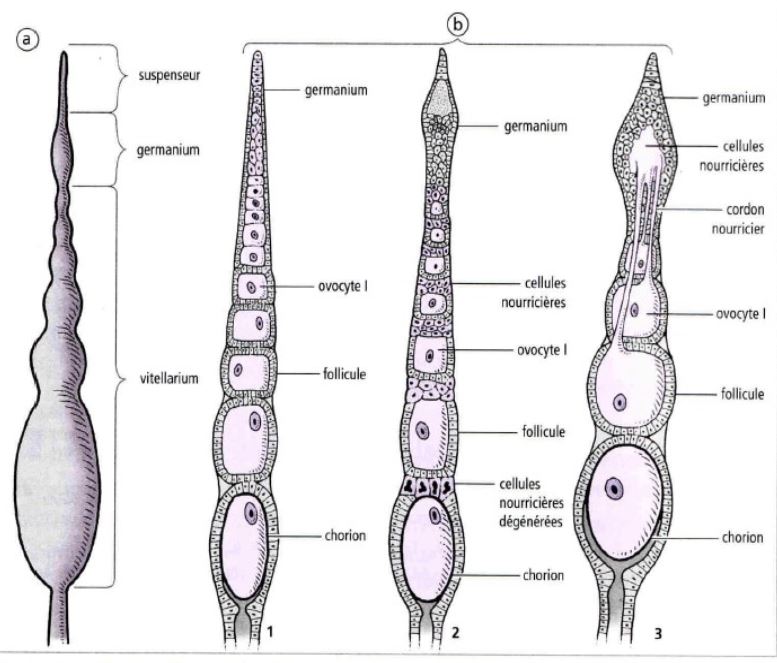 a
suspenseur
germanium
vitellarium
b
germanium
ovocyte I
follicule
chorion
1
germanium
cellules
nourricières
ovocyte I
follicule
cellules
nourricières
dégénérées
chorion
2
germanium
cellules
nourricières
cordon
nourricier
ovocyte I
follicule
chorion
3